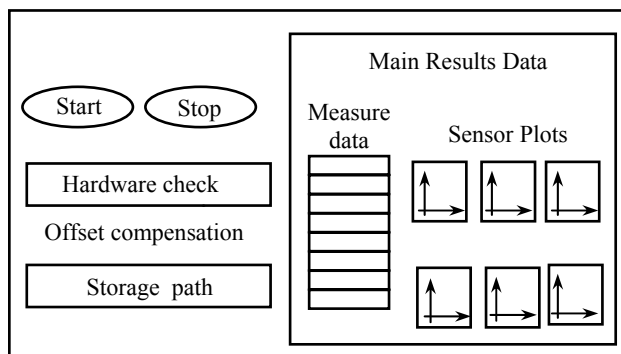 Start
Stop
Hardware check
Offset compensation
Storage path
Main Results Data
Measure
data
Sensor Plots